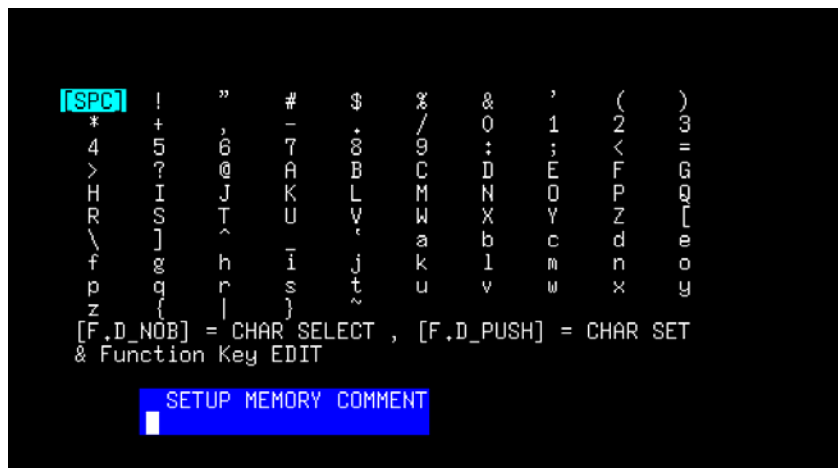 [SPC] ! " # $ % & ' ( )
* + , - . / 0 1 2 3
4 5 6 7 8 9 : ; < =
> ? @ A B C D E F G
H I J K L M N O P Q
R S T U V W X Y Z [
\ ] ^ _ ‘ a b c d e
f g h i j k l m n o
p q r s t u v w x y
z { | } ~
[F.D_NOB] = CHAR SELECT , [F.D_PUSH] = CHAR SET
& Function Key EDIT
SETUP MEMORY COMMENT